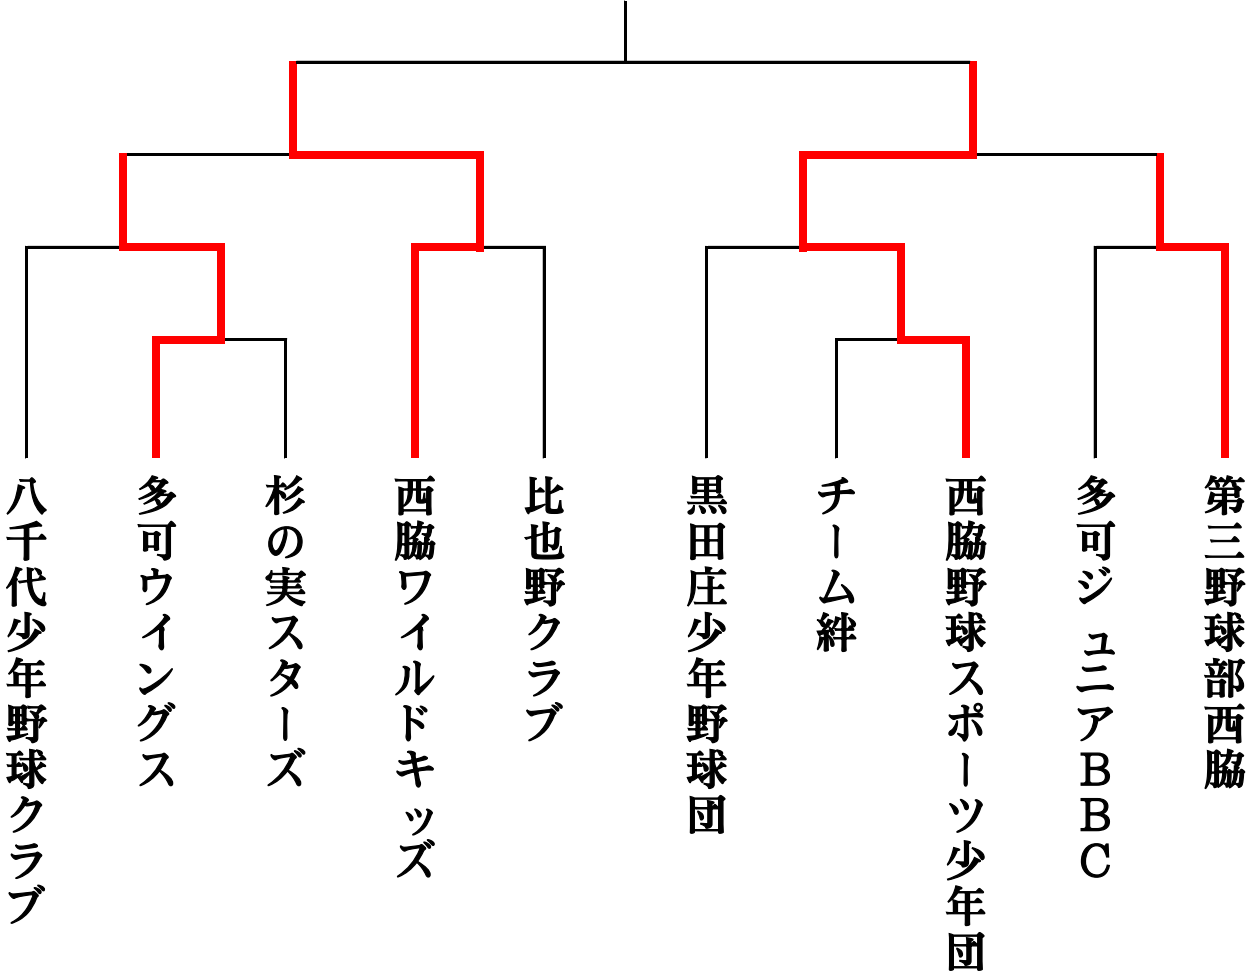 八千代少年野球クラブ
多可ウイングス
杉の実スターズ
西脇ワイルドキッズ
比也野クラブ
黒田庄少年野球団
チーム絆
西脇野球スポーツ少年団
多可ジュニアＢＢＣ
第三野球部西脇